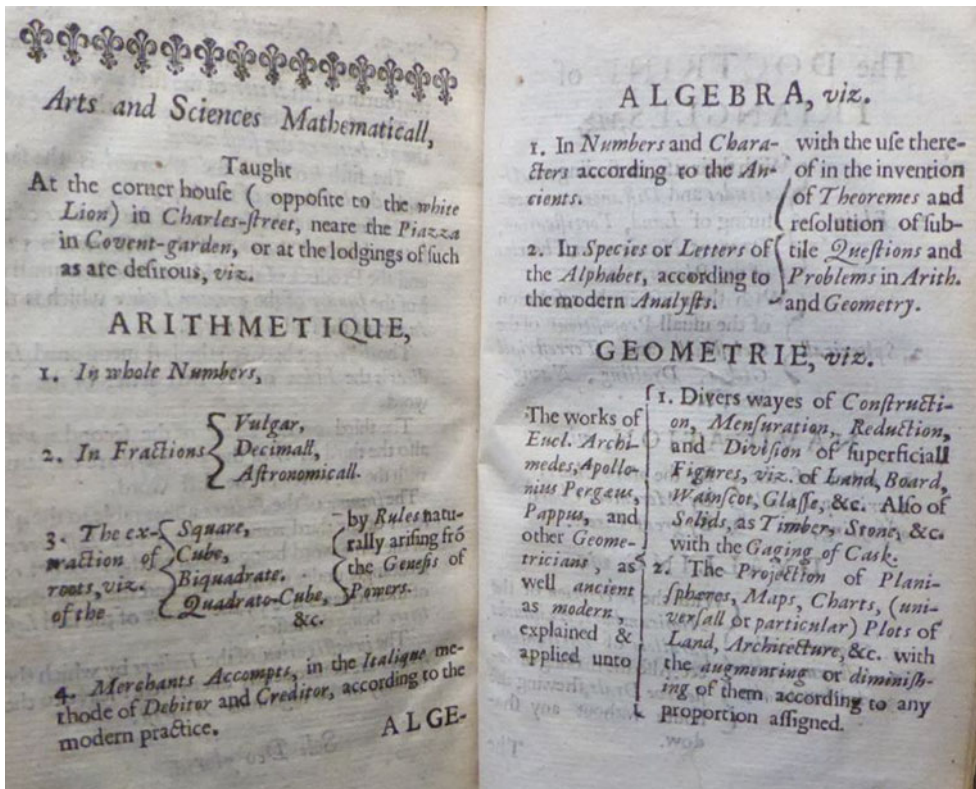 Arts and Sciences Mathematicall,
Taught
At the corner houſe ( oppoſite to the white
Lion) in Charles-ſtreet, neare the Piazza
in Covent-garden, or at the lodgings of ſuch
as are deſirous, viz.
ARITHMETIQUE,
1. In whole Numbers,
2. In Fractions
Vulgar,
Decimall,
Aſtronomicall.
3. The ex-
traction of
roots, viz.
of the
Square,
Cube,
Biquadrate.
Quadrato-Cube,
&c.
by Rules natu-
rally ariſing frō
the Geneſis of
Powers.
4. Merchants Accompts, in the Italique me-
thode of Debitor and Creditor, according to the
modern practice.
ALGE-
ALGEBRA, viz.
1. In Numbers and Chara-
cters according to the An-
cients.
2. In Species or Letters of
the Alphabet, according to
the modern Analyſts.
with the uſe there-
of in the invention
of Theoremes and
reſolution of ſub-
tile Queſtions and
Problems in Arith.
and Geometry.
GEOMETRIE, viz.
The works of
Eucl. Archi-
medes, Apollo-
nius Pergæus,
Pappus, and
other Geome-
tricians, as
well ancient
as modern,
explained &
applied unto
1. Divers wayes of Conſtructi-
on, Menſuration, Reduction,
and Diviſion of ſuperficiall
Figures, viz. of Land, Board,
Wainſcot, Glaſſe, &c. Alſo of
Solids, as Timber, Stone, &c.
with the Gaging of Cask.
2. The Projection of Plani-
ſpheres, Maps, Charts, (uni-
verſall or particular) Plots of
Land, Architecture, &c. with
the augmenting or diminiſh-
ing of them according to any
proportion aſſigned.